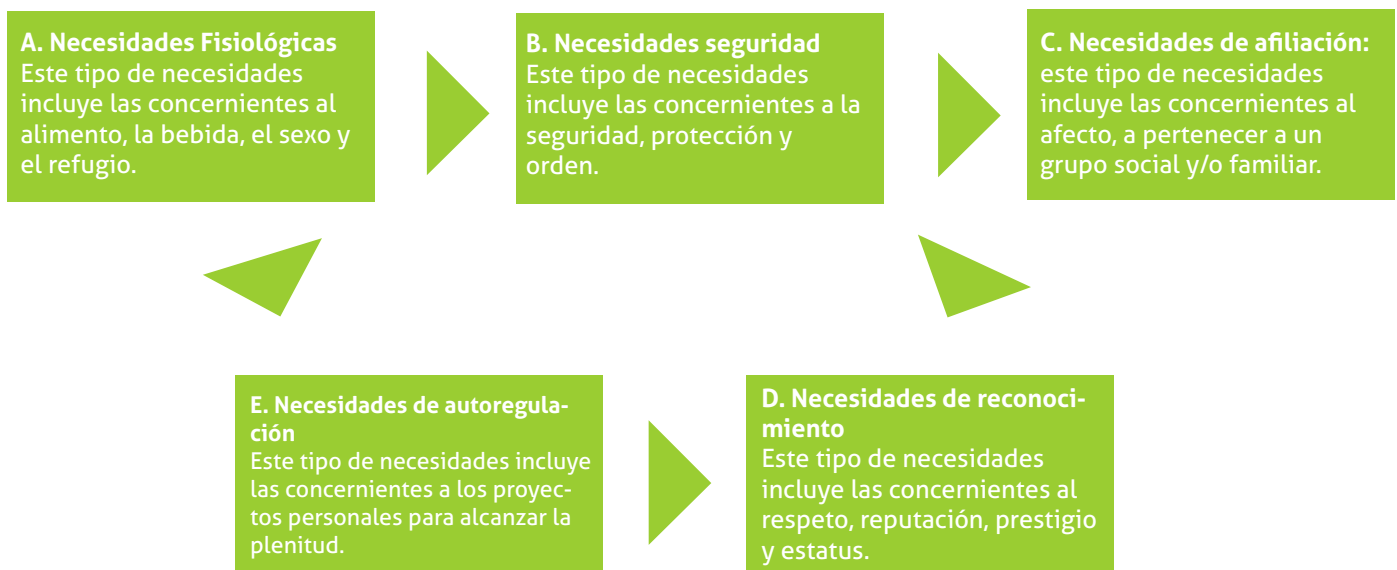 A. Necesidades Fisiológicas
Este tipo de necesidades
incluye las concernientes al
alimento, la bebida, el sexo y
el refugio.
B. Necesidades seguridad
Este tipo de necesidades
incluye las concernientes a la
seguridad, protección y
orden.
C. Necesidades de afiliación:
este tipo de necesidades
incluye las concernientes al
afecto, a pertenecer a un
grupo social y/o familiar.
E. Necesidades de autoregula-
ción
Este tipo de necesidades incluye
las concernientes a los proyec-
tos personales para alcanzar la
plenitud.
D. Necesidades de reconoci-
miento
Este tipo de necesidades
incluye las concernientes al
respeto, reputación, prestigio
y estatus.